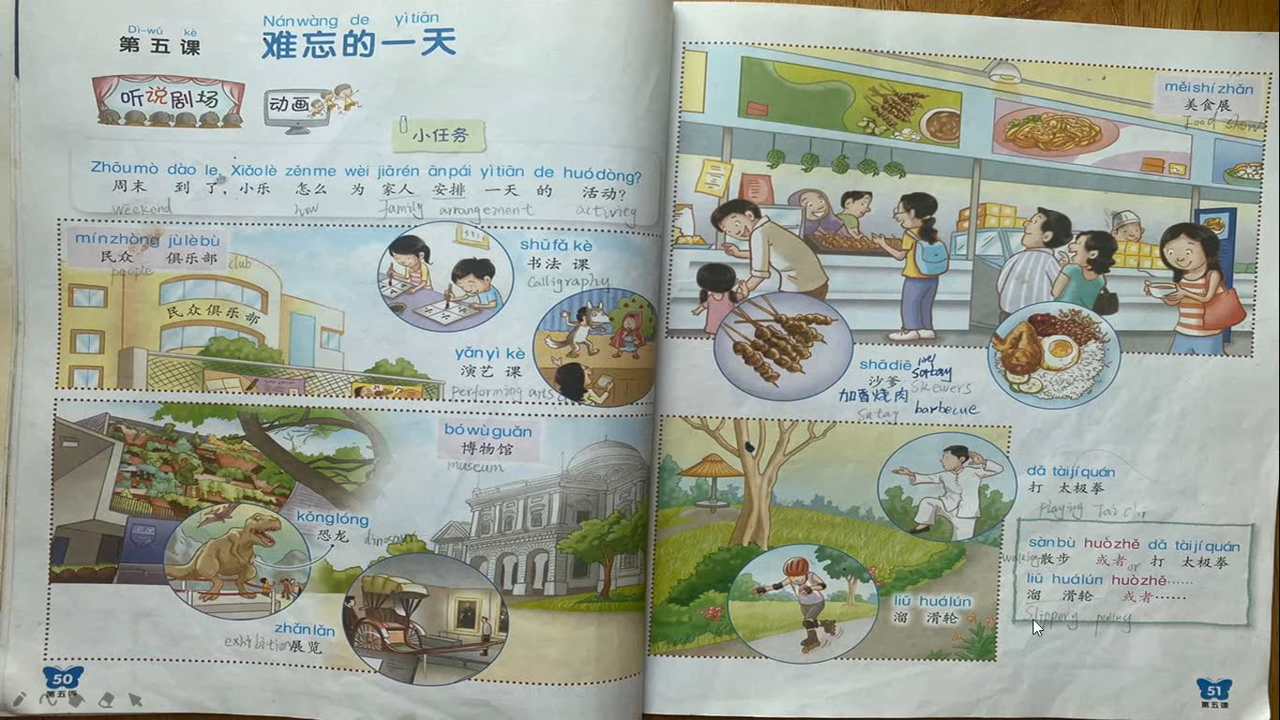 Dì-wǔ kè
第五课
Nánwàng de yìtiān
难忘的一天
听说剧场
动画
小任务
Zhōumò dào le, Xiǎolè zěnme wèi jiārén ānpái yìtiān de huódòng?
周末 到 了，小乐 怎么 为 家人 安排 一天 的 活动？
weekend how family arrangement activity
mínzhòng jùlèbù
民众 俱乐部
people club
民众俱乐部
shūfǎ kè
书法 课
Calligraphy
yǎnyì kè
演艺 课
performing arts
bówùguǎn
博物馆
museum
kǒnglóng
恐龙
dinosaur
zhǎnlǎn
exhibition 展览
50
第五课
měishí zhǎn
美食展
Food show
shādiē
沙爹
satay
skewers
加香烧肉
Satay barbecue
dǎ tàijíquán
打 太极拳
playing Tai chi
liū huálún
溜 滑轮
sànbù huòzhě dǎ tàijíquán
walking 散步 或者 or 打 太极拳
liū huálún huòzhě……
溜 滑轮 或者……
Slippery pulley
51
第五课